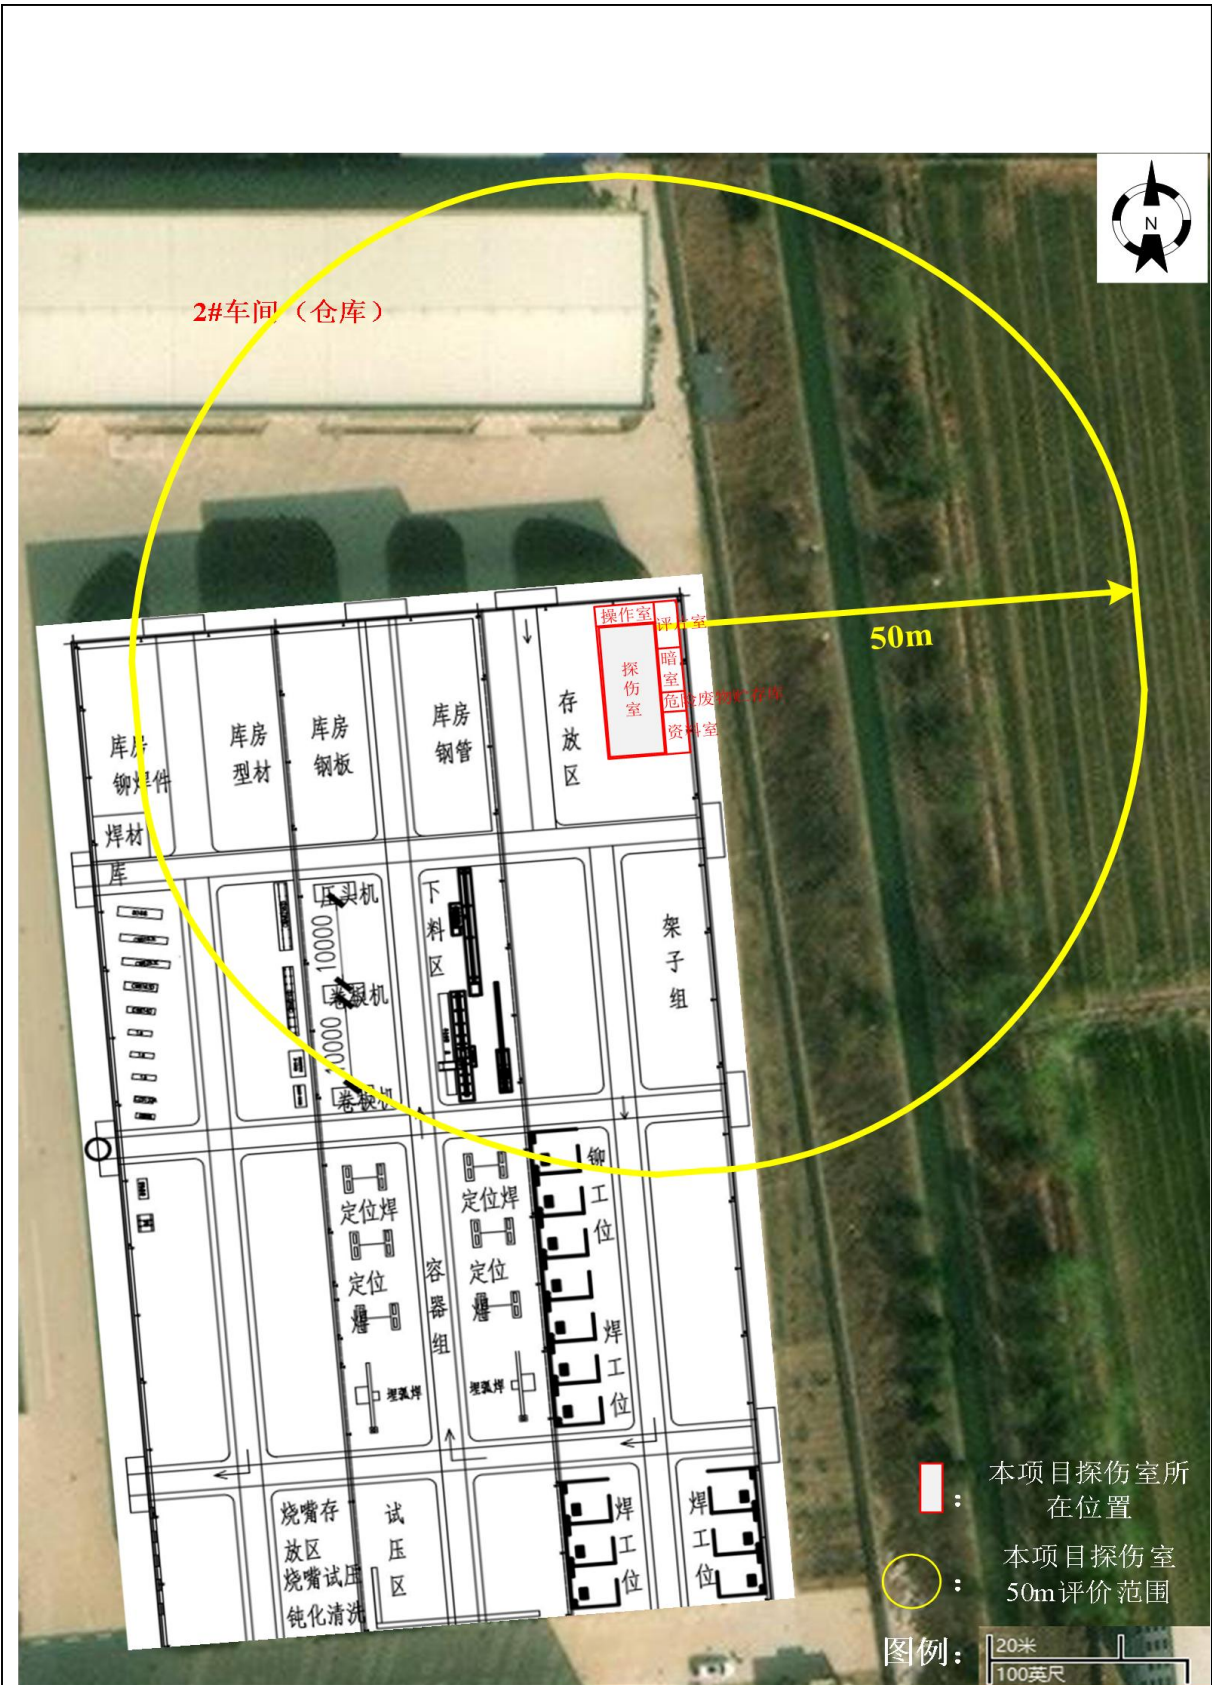 N
2#车间（仓库）
操作室
评片室
50m
探
伤
室
暗
室
资料室
存
放
区
库房
钢管
库房
钢板
库房
型材
库房
铆焊件
焊材
库
压头机
10000
卷板机
10000
卷板机
下
料
区
架
子
组
定位焊
定位焊
定位
焊
定位
焊
容
器
组
埋弧焊
埋弧焊
铆
工
位
焊
工
位
烧嘴存
放区
烧嘴试压
钝化清洗
试
压
区
焊
工
位
焊
工
位
本项目探伤室所
在位置
：
本项目探伤室
50m评价范围
：
图例：
20米
100英尺